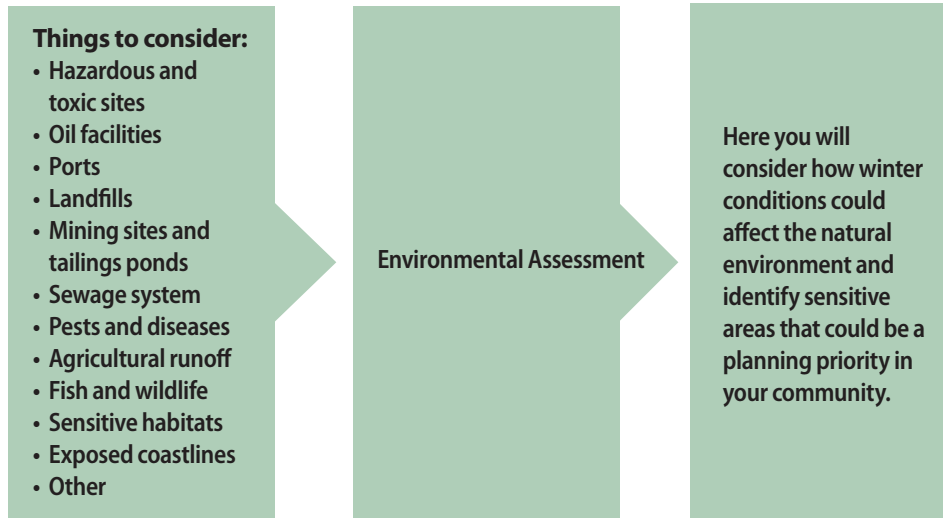 Things to consider:
• Hazardous and
toxic sites
• Oil facilities
• Ports
• Landfills
• Mining sites and
tailings ponds
• Sewage system
• Pests and diseases
• Agricultural runoff
• Fish and wildlife
• Sensitive habitats
• Exposed coastlines
• Other
Environmental Assessment
Here you will
consider how winter
conditions could
affect the natural
environment and
identify sensitive
areas that could be a
planning priority in
your community.